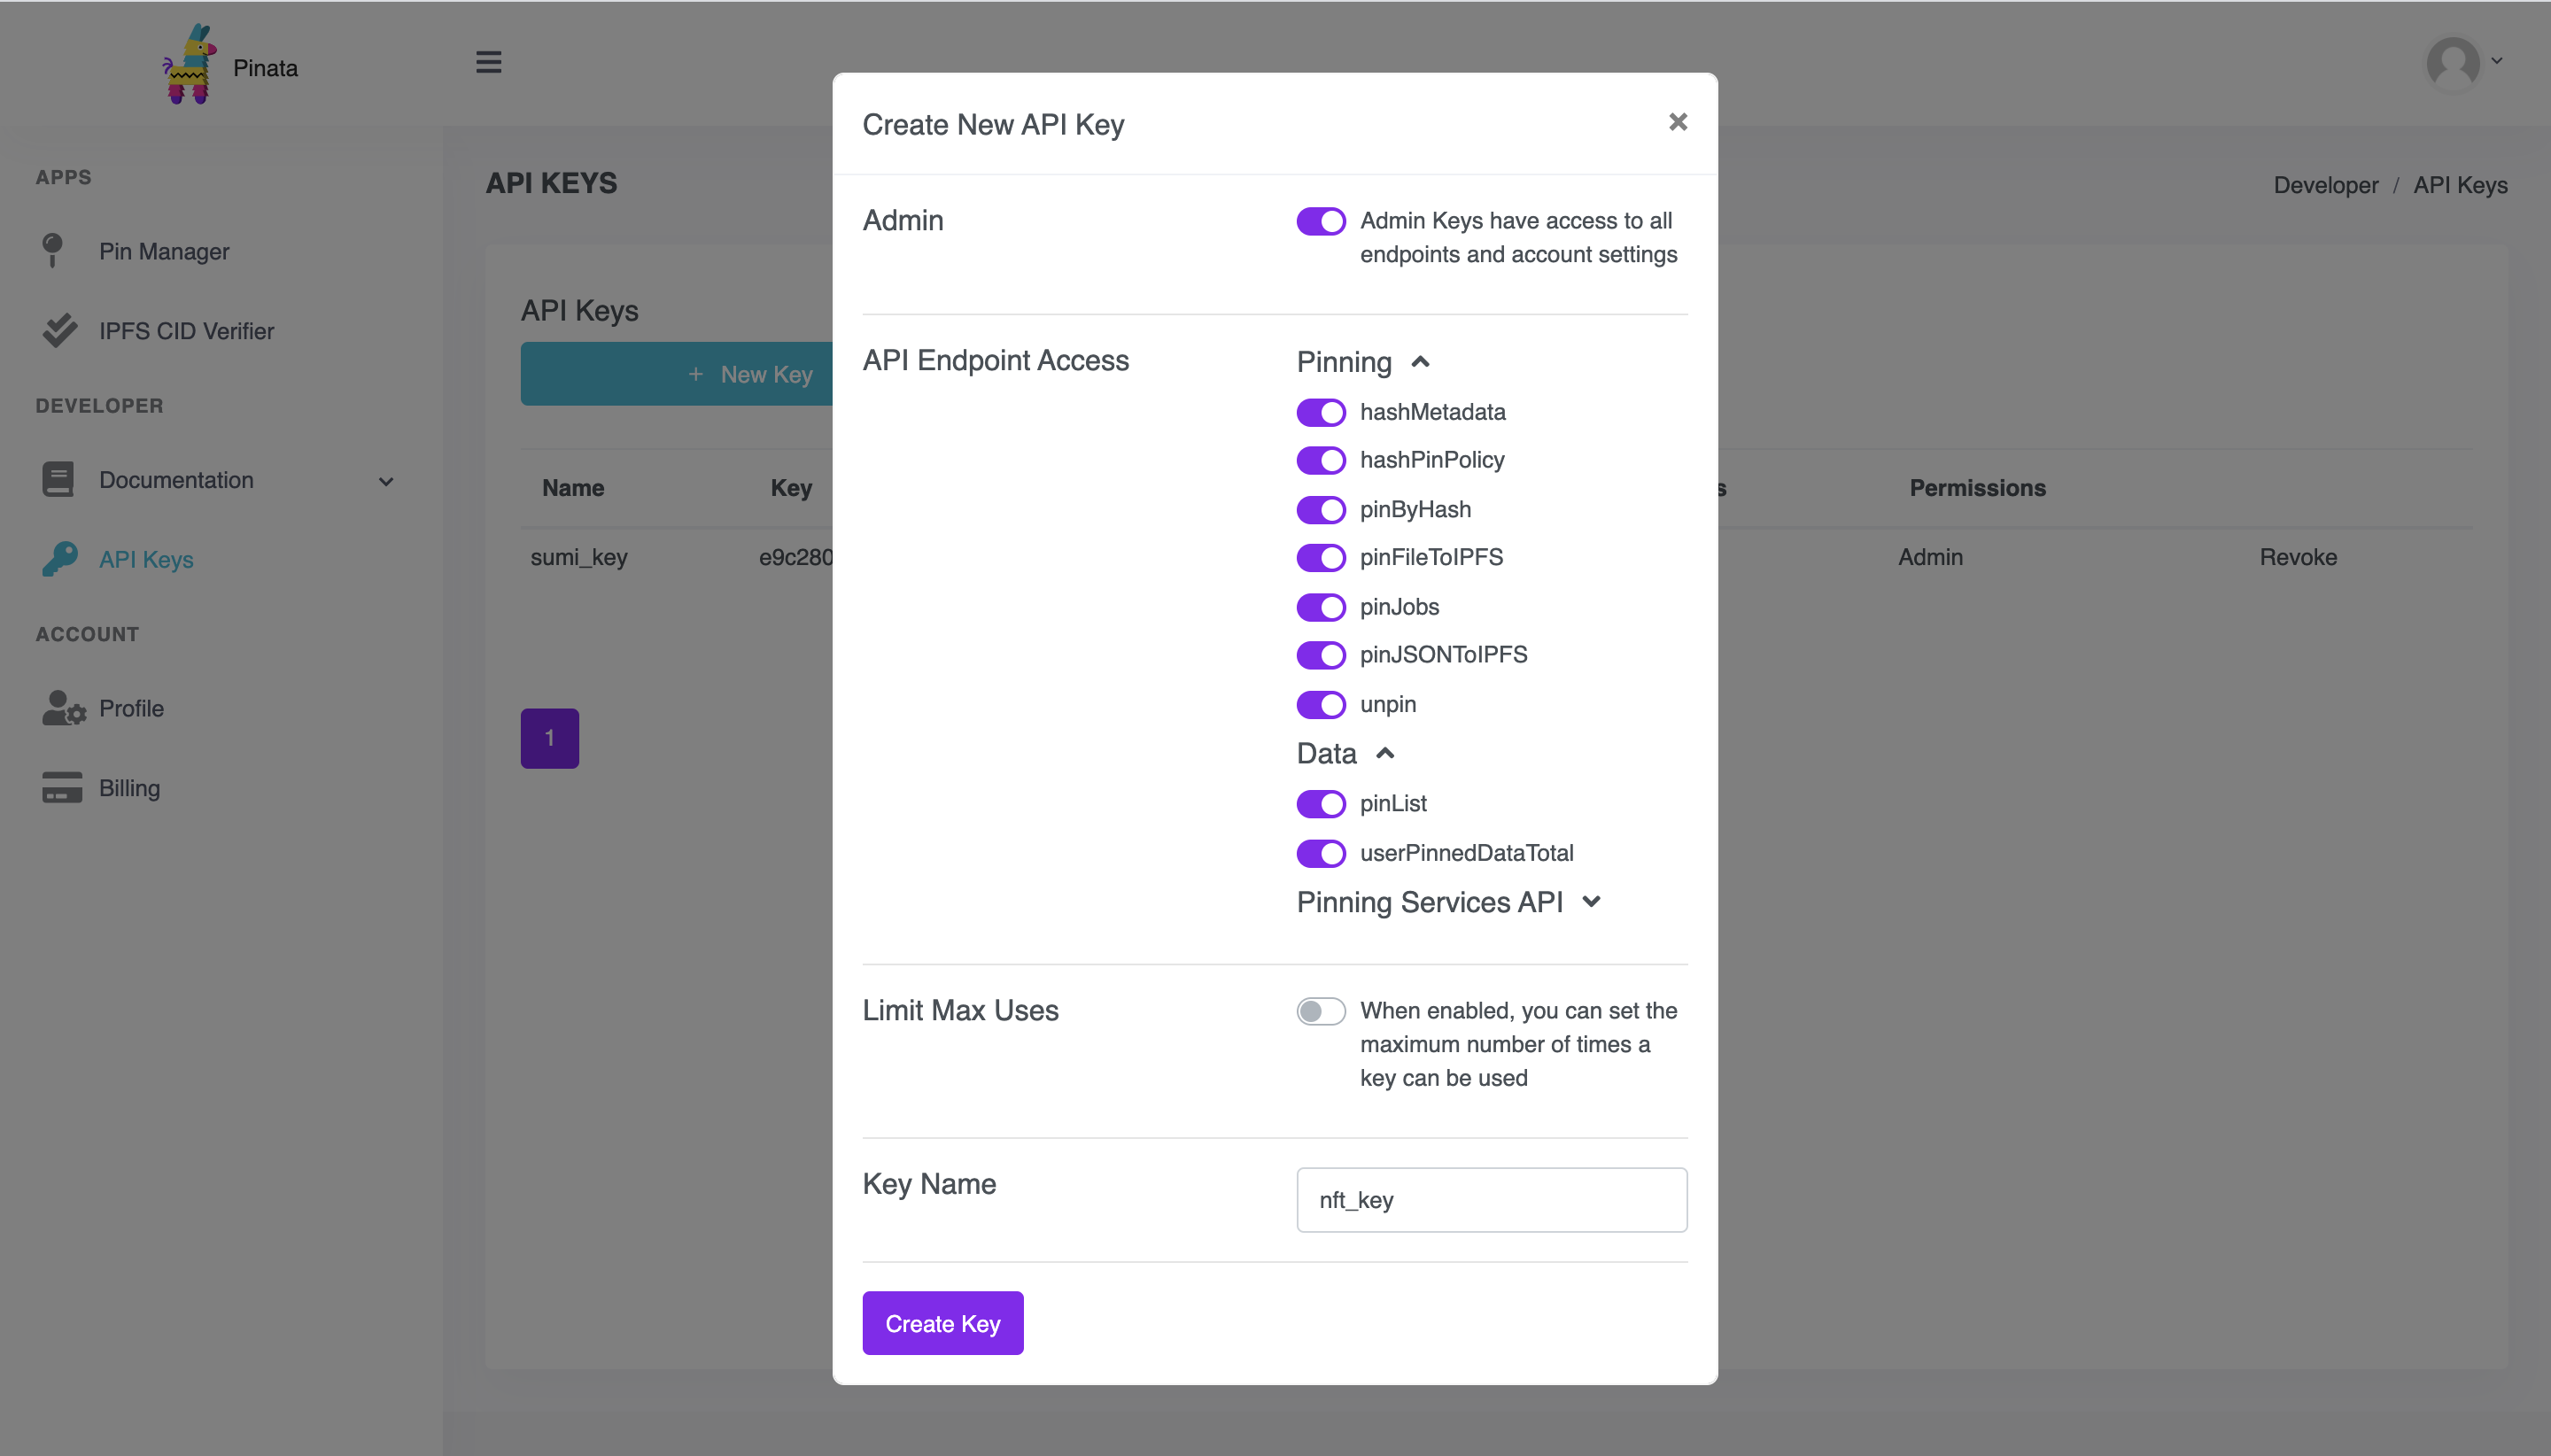 Pinata
APPS
Pin Manager
IPFS CID Verifier
DEVELOPER
Documentation
API Keys
ACCOUNT
Profile
Billing
API KEYS
Developer / API Keys
API Keys
+ New Key
Name Key s Permissions
sumi_key e9c280 Admin Revoke
1
Create New API Key
×
Admin
Admin Keys have access to all
endpoints and account settings
API Endpoint Access
Pinning
hashMetadata
hashPinPolicy
pinByHash
pinFileToIPFS
pinJobs
pinJSONToIPFS
unpin
Data
pinList
userPinnedDataTotal
Pinning Services API
Limit Max Uses
When enabled, you can set the
maximum number of times a
key can be used
Key Name
nft_key
Create Key